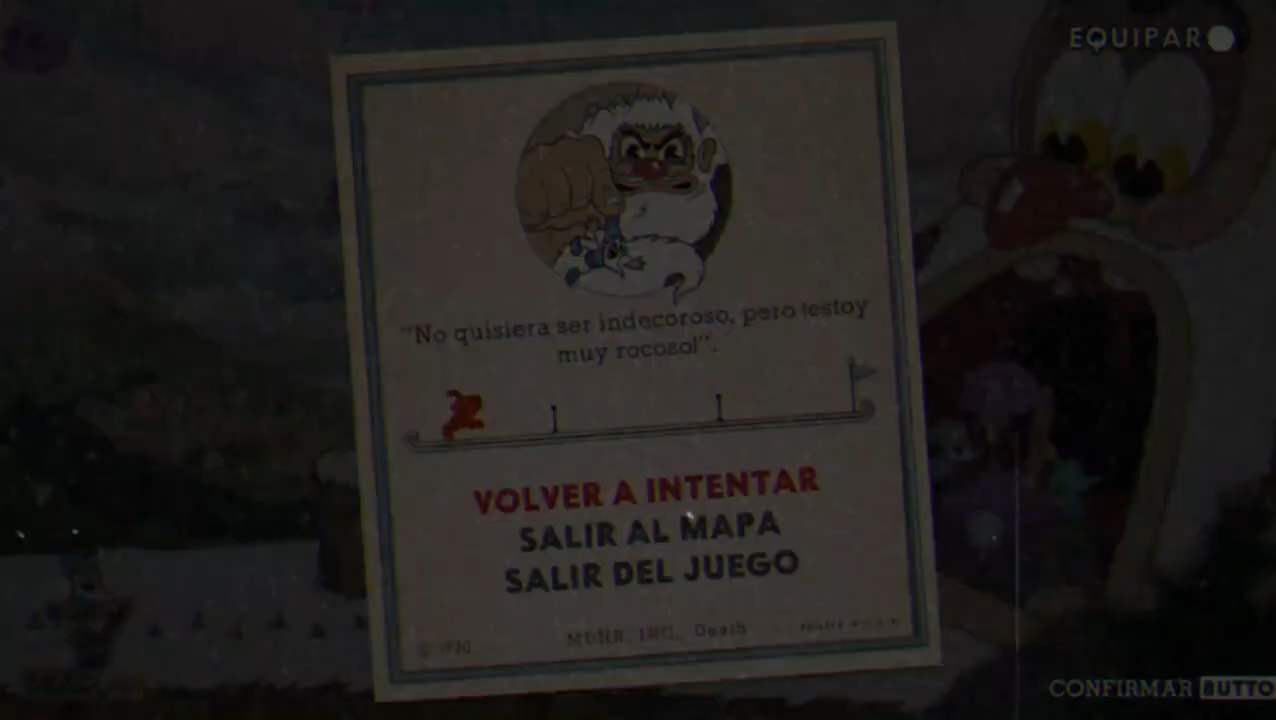 EQUIPAR
"No quisiera ser indecoroso, pero ¡estoy
muy rocoso!".
VOLVER A INTENTAR
SALIR AL MAPA
SALIR DEL JUEGO
MDHR. INC. Death
CONFIRMAR BUTTO